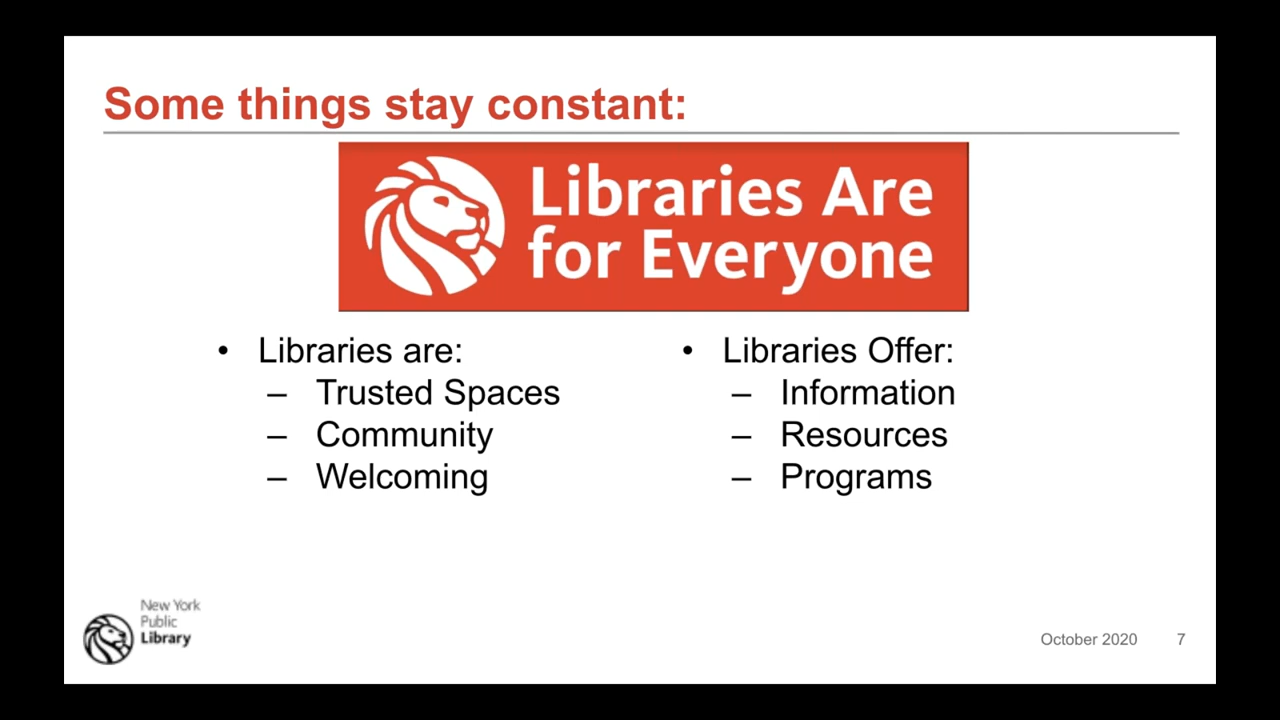 Some things stay constant:
Libraries Are
for Everyone
• Libraries are:
– Trusted Spaces
– Community
– Welcoming
• Libraries Offer:
– Information
– Resources
– Programs
New York
Public
Library
October 2020 7